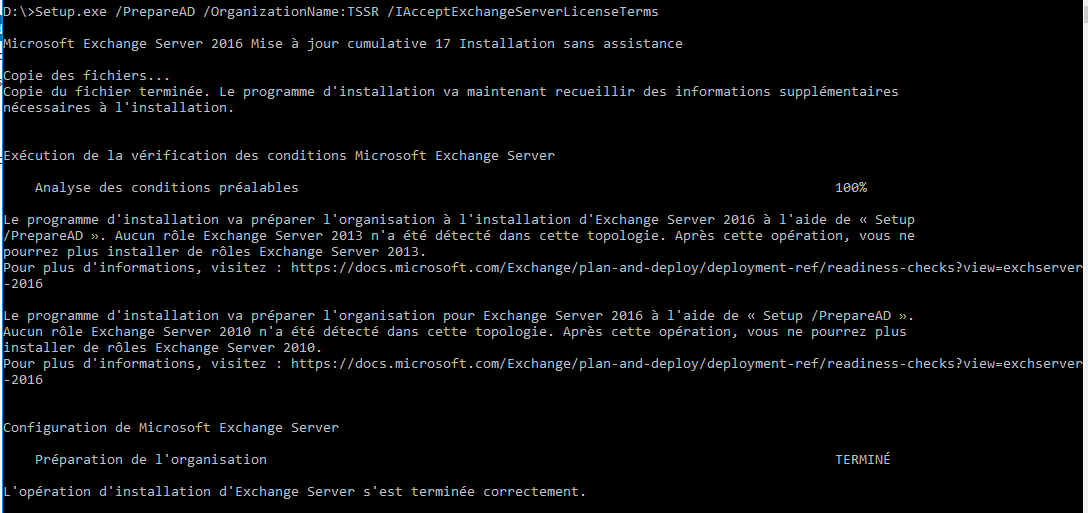 D:\>Setup.exe /PrepareAD /OrganizationName:TSSR /IAcceptExchangeServerLicenseTerms
Microsoft Exchange Server 2016 Mise à jour cumulative 17 Installation sans assistance
Copie des fichiers...
Copie du fichier terminée. Le programme d'installation va maintenant recueillir des informations supplémentaires
nécessaires à l'installation.
Exécution de la vérification des conditions Microsoft Exchange Server
Analyse des conditions préalables 100%
Le programme d'installation va préparer l'organisation à l'installation d'Exchange Server 2016 à l'aide de « Setup
/PrepareAD ». Aucun rôle Exchange Server 2013 n'a été détecté dans cette topologie. Après cette opération, vous ne
pourrez plus installer de rôles Exchange Server 2013.
Pour plus d'informations, visitez : https://docs.microsoft.com/Exchange/plan-and-deploy/deployment-ref/readiness-checks?view=exchserver
-2016
Le programme d'installation va préparer l'organisation pour Exchange Server 2016 à l'aide de « Setup /PrepareAD ».
Aucun rôle Exchange Server 2010 n'a été détecté dans cette topologie. Après cette opération, vous ne pourrez plus
installer de rôles Exchange Server 2010.
Pour plus d'informations, visitez : https://docs.microsoft.com/Exchange/plan-and-deploy/deployment-ref/readiness-checks?view=exchserver
-2016
Configuration de Microsoft Exchange Server
Préparation de l'organisation TERMINÉ
L'opération d'installation d'Exchange Server s'est terminée correctement.